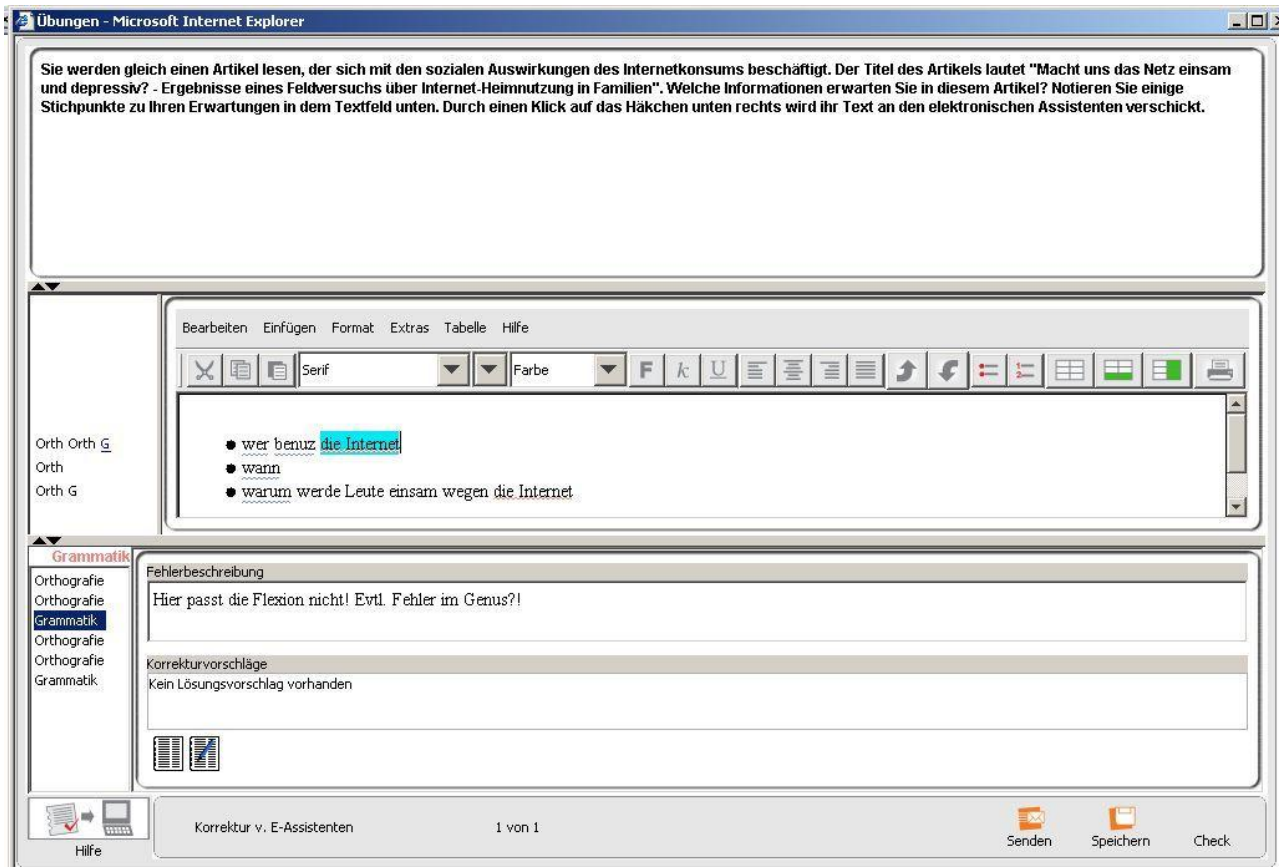 Übungen - Microsoft Internet Explorer
Sie werden gleich einen Artikel lesen, der sich mit den sozialen Auswirkungen des Internetkonsums beschäftigt. Der Titel des Artikels lautet "Macht uns das Netz einsam
und depressiv? - Ergebnisse eines Feldversuchs über Internet-Heimnutzung in Familien". Welche Informationen erwarten Sie in diesem Artikel? Notieren Sie einige
Stichpunkte zu Ihren Erwartungen in dem Textfeld unten. Durch einen Klick auf das Häkchen unten rechts wird ihr Text an den elektronischen Assistenten verschickt.
Bearbeiten Einfügen Format Extras Tabelle Hilfe
Serif Farbe F k U
Orth Orth G
Orth
Orth G
wer benuz die Internet
wann
warum werde Leute einsam wegen die Internet
Grammatik
Orthografie
Orthografie
Grammatik
Orthografie
Orthografie
Grammatik
Fehlerbeschreibung
Hier passt die Flexion nicht! Evtl. Fehler im Genus?!
Korrekturvorschläge
Kein Lösungsvorschlag vorhanden
Hilfe
Korrektur v. E-Assistenten 1 von 1
Senden Speichern Check